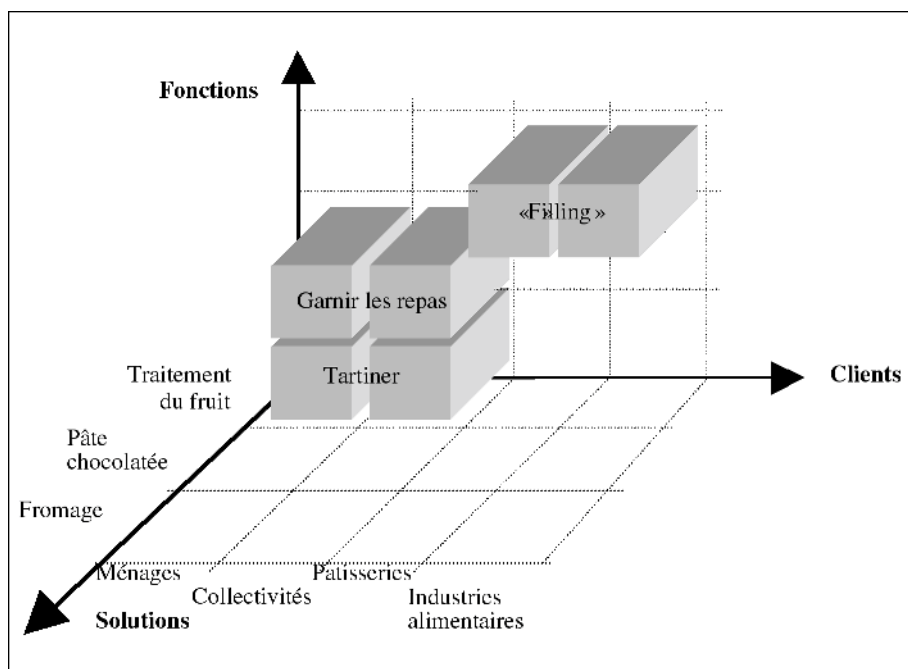 Fonctions
«Filling »
Garnir les repas
Tartiner
Traitement
du fruit
Clients
Pâte
chocolatée
Fromage
Ménages
Patisseries
Collectivités
Industries
alimentaires
Solutions